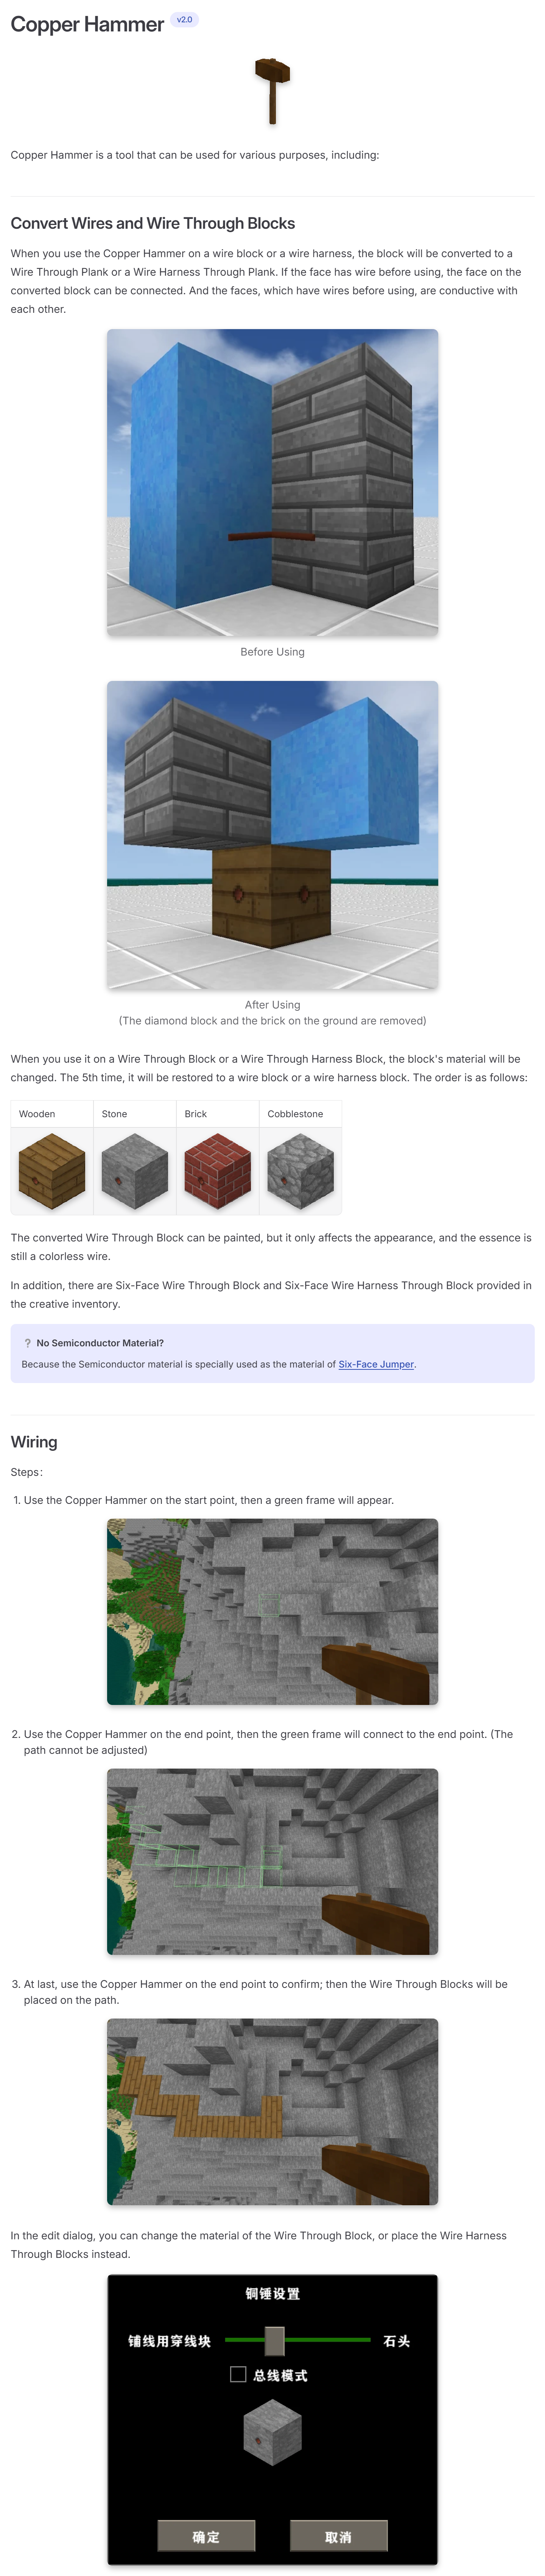 Copper Hammer v2.0
Copper Hammer is a tool that can be used for various purposes, including:
Convert Wires and Wire Through Blocks
When you use the Copper Hammer on a wire block or a wire harness, the block will be converted to a
Wire Through Plank or a Wire Harness Through Plank. If the face has wire before using, the face on the
converted block can be connected. And the faces, which have wires before using, are conductive with
each other.
Before Using
After Using
(The diamond block and the brick on the ground are removed)
When you use it on a Wire Through Block or a Wire Through Harness Block, the block's material will be
changed. The 5th time, it will be restored to a wire block or a wire harness block. The order is as follows:
Wooden Stone Brick Cobblestone
The converted Wire Through Block can be painted, but it only affects the appearance, and the essence is
still a colorless wire.
In addition, there are Six-Face Wire Through Block and Six-Face Wire Harness Through Block provided in
the creative inventory.
❔ No Semiconductor Material?
Because the Semiconductor material is specially used as the material of Six-Face Jumper.
Wiring
Steps:
1. Use the Copper Hammer on the start point, then a green frame will appear.
2. Use the Copper Hammer on the end point, then the green frame will connect to the end point. (The
path cannot be adjusted)
3. At last, use the Copper Hammer on the end point to confirm; then the Wire Through Blocks will be
placed on the path.
In the edit dialog, you can change the material of the Wire Through Block, or place the Wire Harness
Through Blocks instead.
铜锤设置
铺线用穿线块 石头
总线模式
确定 取消